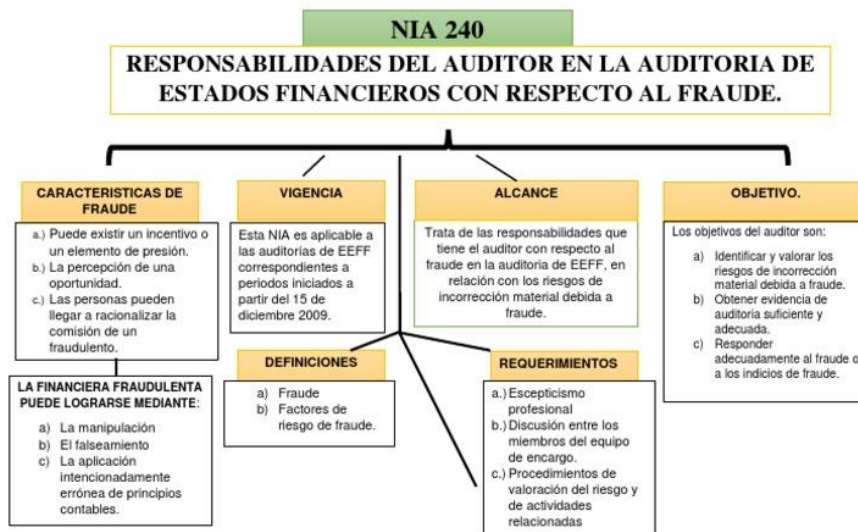 NIA 240
RESPONSABILIDADES DEL AUDITOR EN LA AUDITORIA DE
ESTADOS FINANCIEROS CON RESPECTO AL FRAUDE.
CARACTERISTICAS DE
FRAUDE
a.) Puede existir un incentivo o
un elemento de presión.
b.) La percepción de una
oportunidad.
c.) Las personas pueden
llegar a racionalizar la
comisión de un
fraudulento.
LA FINANCIERA FRAUDULENTA
PUEDE LOGRARSE MEDIANTE:
a) La manipulación
b) El falseamiento
c) La aplicación
intencionadamente
errónea de principios
contables.
VIGENCIA
Esta NIA es aplicable a
las auditorías de EEFF
correspondientes a
periodos iniciados a
partir del 15 de
diciembre 2009.
DEFINICIONES
a) Fraude
b) Factores de
riesgo de fraude.
ALCANCE
Trata de las responsabilidades que
tiene el auditor con respecto al
fraude en la auditoria de EEFF, en
relación con los riesgos de
incorrección material debida a
fraude.
REQUERIMIENTOS
a.) Escepticismo
profesional
b.) Discusión entre los
miembros del equipo
de encargo.
c.) Procedimientos de
valoración del riesgo y
de actividades
relacionadas
OBJETIVO.
Los objetivos del auditor son:
a) Identificar y valorar los
riesgos de incorrección
material debida a fraude.
b) Obtener evidencia de
auditoria suficiente y
adecuada.
c) Responder
adecuadamente al fraude o
a los indicios de fraude.